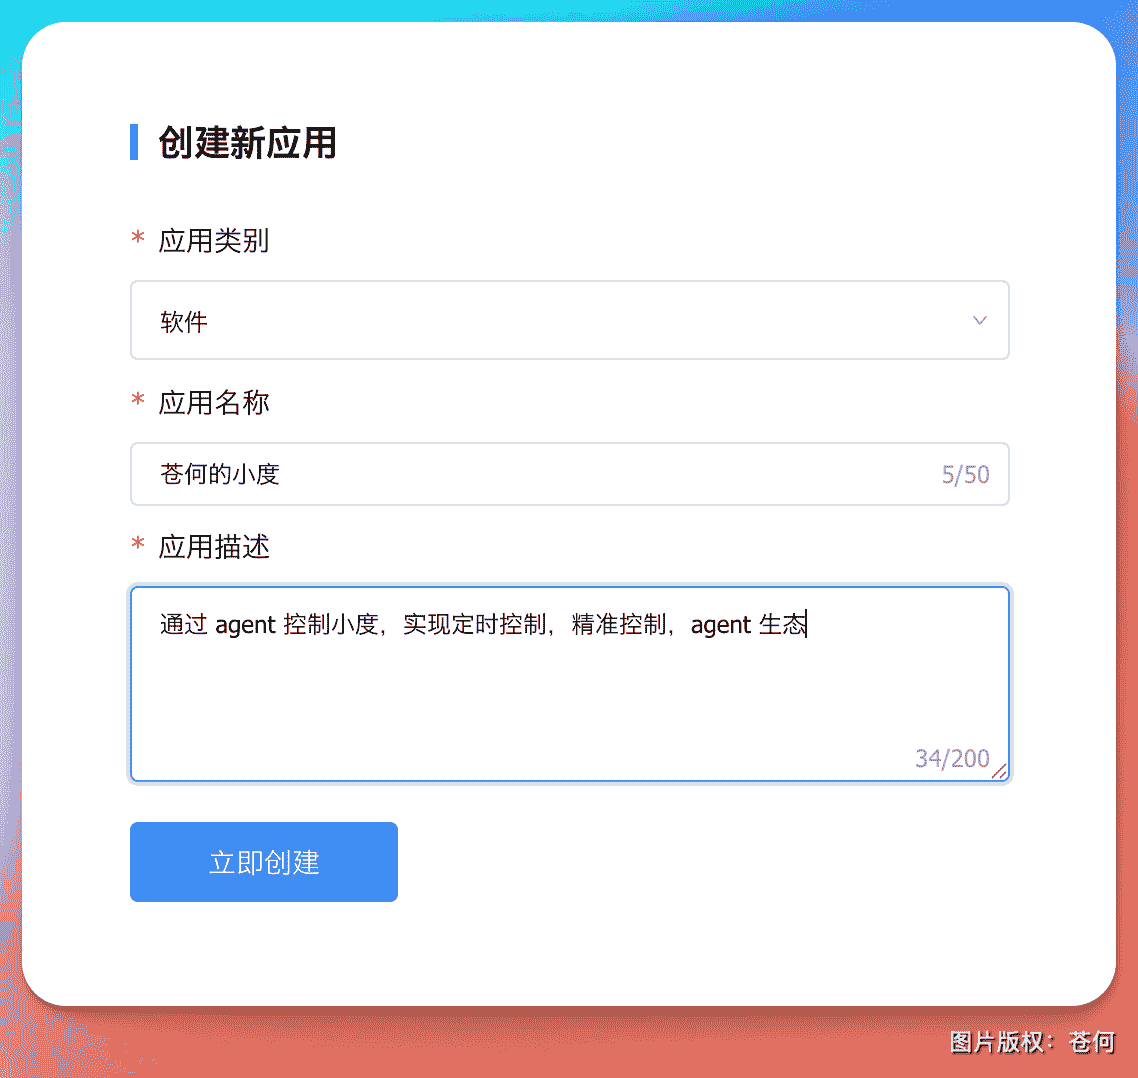 创建新应用
* 应用类别
软件
* 应用名称
苍何的小度 5/50
* 应用描述
通过 agent 控制小度，实现定时控制，精准控制，agent 生态
34/200
立即创建
图片版权：苍何